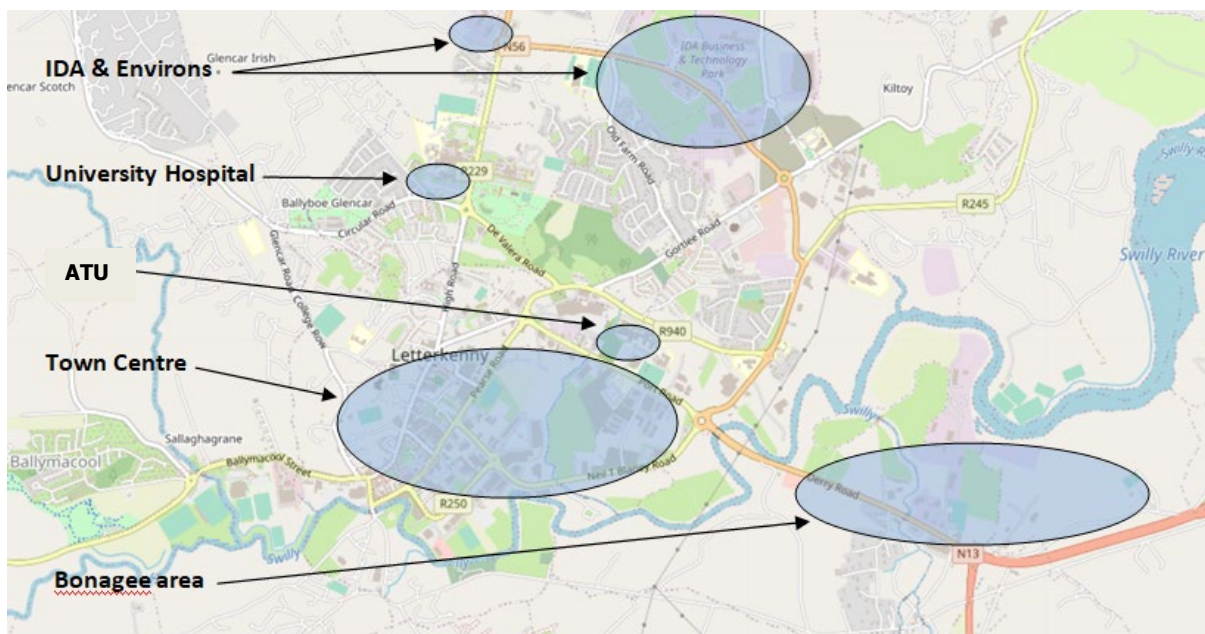 N56
Glencar Irish
IDA Business
& Technology
Park
IDA & Environs
Glencar Scotch
Kiltoy
Old Farm Road
Swilly R
University Hospital
R229
Ballyboe Glencar
Circular Road
R245
Gortlee Road
De Valera Road
Glencar Road
College Row
High Road
Swilly River
ATU
R940
Letterkenny
Town Centre
Pearse Road
Port Road
Swilly
Sallaghagrane
Ballymacool
Ballymacool Street
Neil T Blaney Road
Derry Road
R250
Swilly
N13
Bonagee area